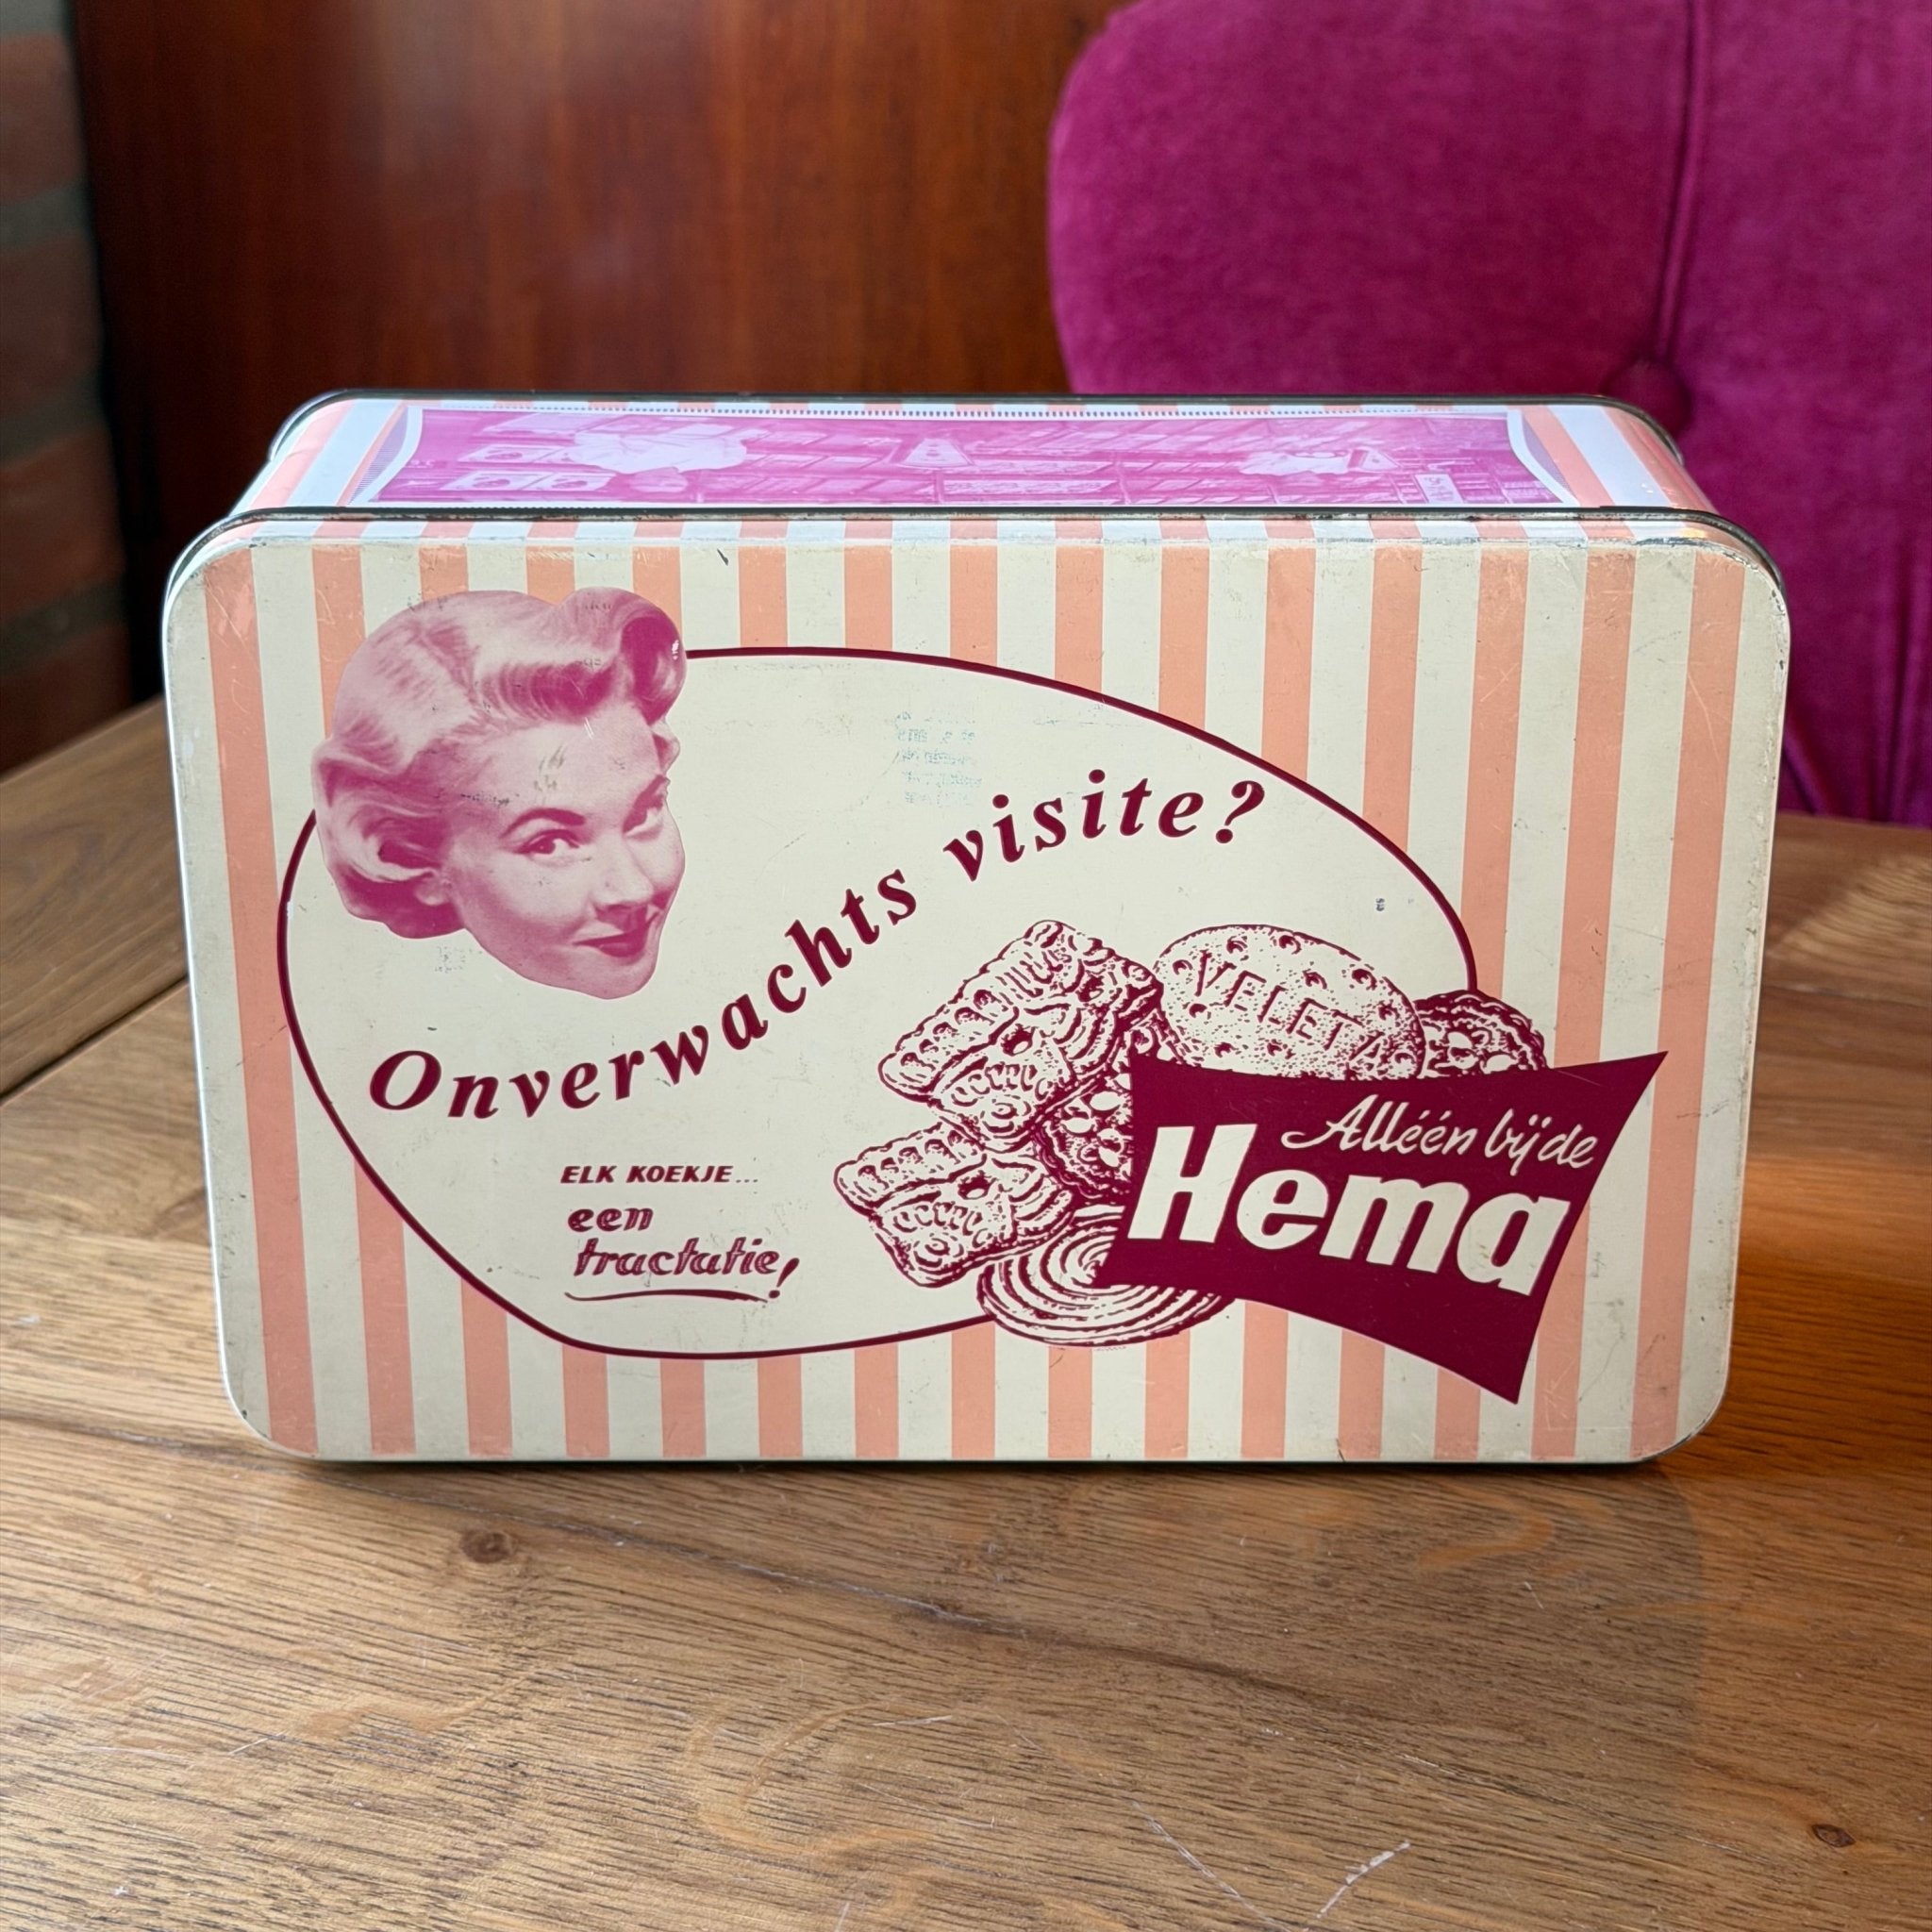 Onverwachts visite?
VELETA
ELK KOEKJE...
een
tractatie!
Alléén bij de
Hema